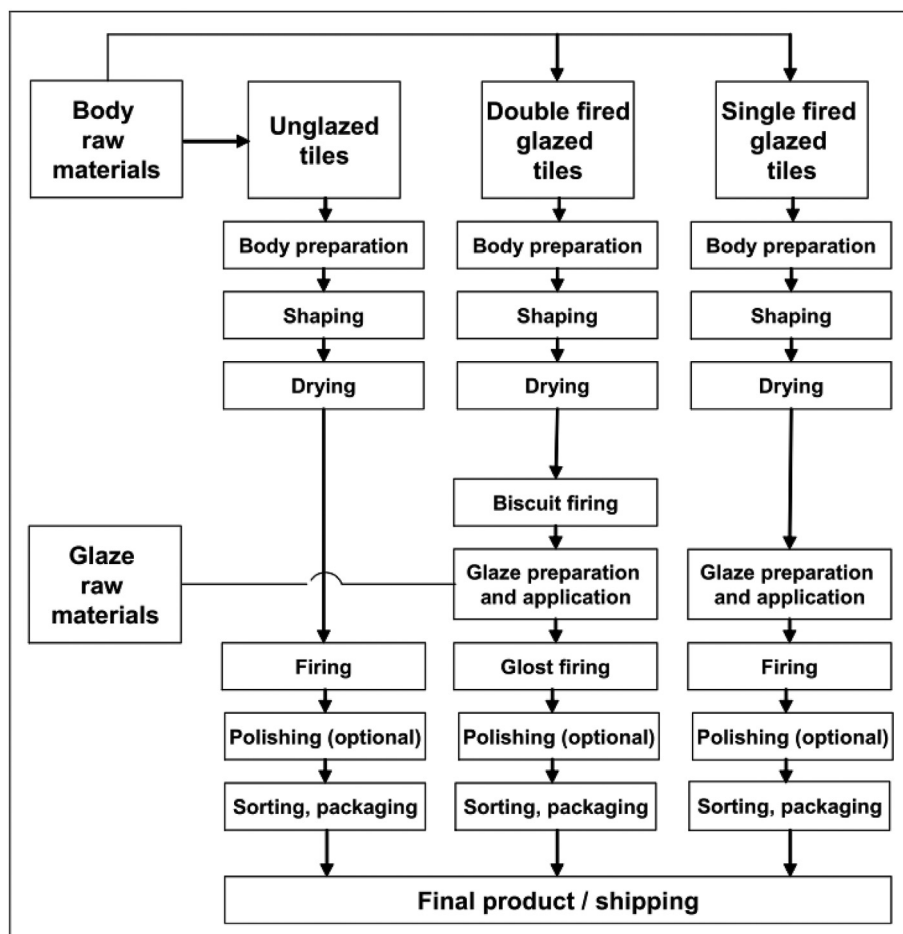 Body
raw
materials
Unglazed
tiles
Double fired
glazed
tiles
Single fired
glazed
tiles
Body preparation
Body preparation
Body preparation
Shaping
Shaping
Shaping
Drying
Drying
Drying
Biscuit firing
Glaze
raw
materials
Glaze preparation
and application
Glaze preparation
and application
Firing
Glost firing
Firing
Polishing (optional)
Polishing (optional)
Polishing (optional)
Sorting, packaging
Sorting, packaging
Sorting, packaging
Final product / shipping